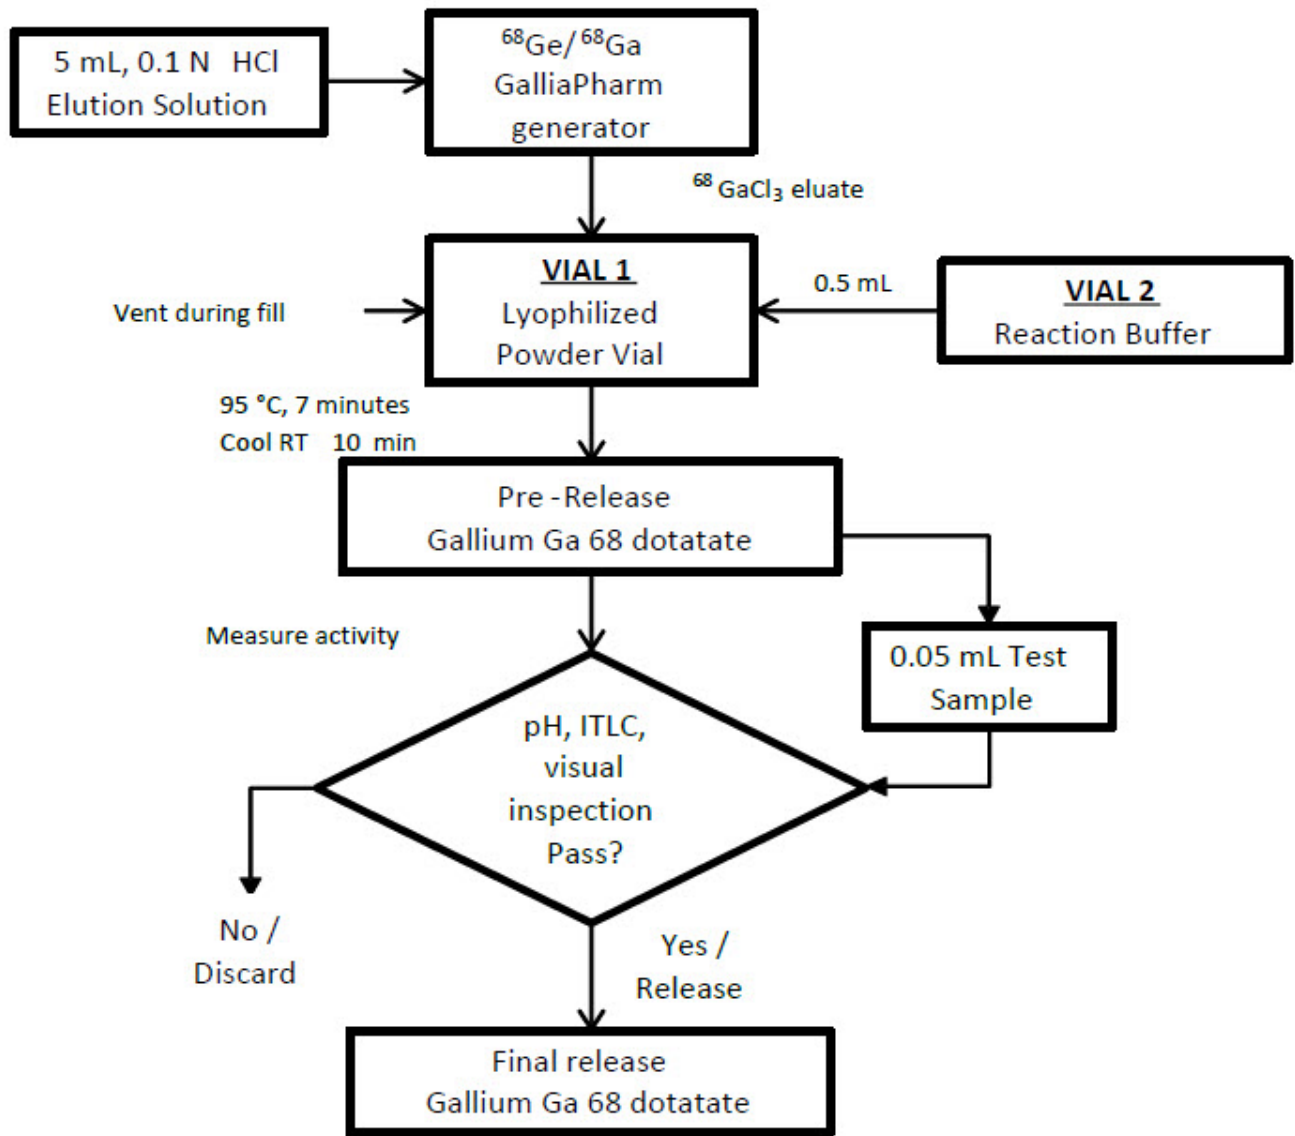 5 mL, 0.1 N HCl
Elution Solution
⁶⁸Ge/⁶⁸Ga
GalliaPharm
generator
⁶⁸GaCl₃ eluate
VIAL 1
Lyophilized
Powder Vial
Vent during fill
0.5 mL
VIAL 2
Reaction Buffer
95 °C, 7 minutes
Cool RT 10 min
Pre-Release
Gallium Ga 68 dotatate
Measure activity
0.05 mL Test
Sample
pH, ITLC,
visual
inspection
Pass?
No /
Discard
Yes /
Release
Final release
Gallium Ga 68 dotatate